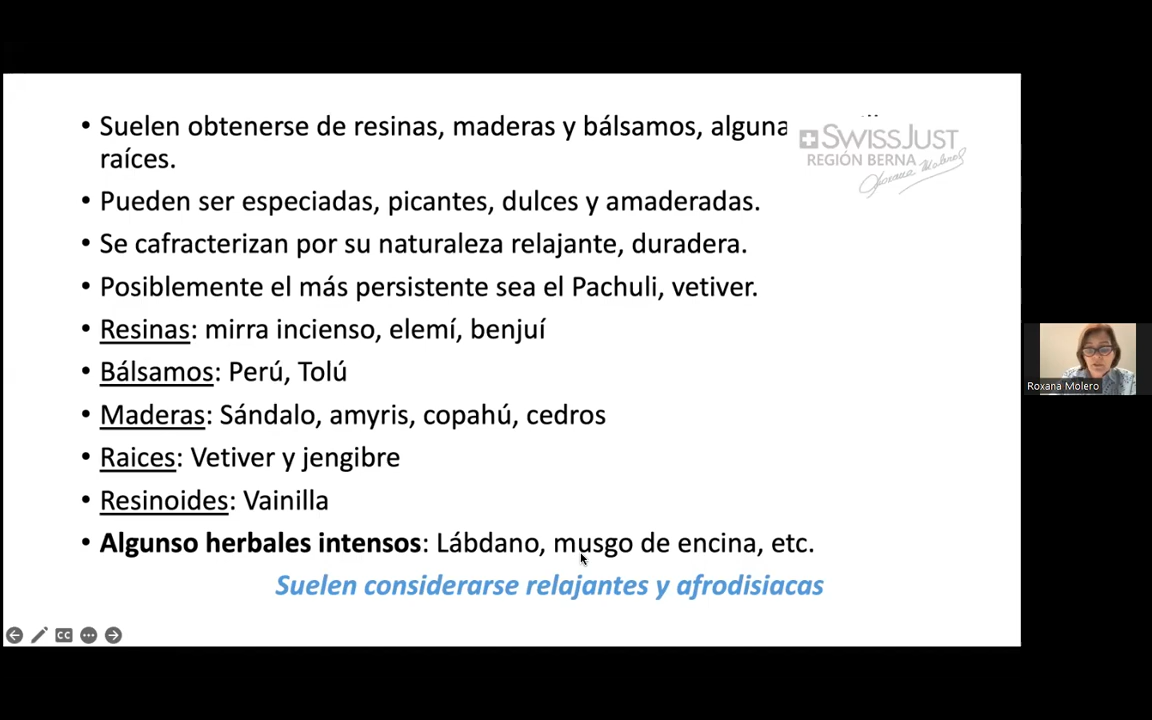 • Suelen obtenerse de resinas, maderas y bálsamos, alguna
raíces.
SWISSJUST
REGIÓN BERNA
Roxana Molero
• Pueden ser especiadas, picantes, dulces y amaderadas.
• Se cafracterizan por su naturaleza relajante, duradera.
• Posiblemente el más persistente sea el Pachuli, vetiver.
• Resinas: mirra incienso, elemí, benjuí
• Bálsamos: Perú, Tolú
• Maderas: Sándalo, amyris, copahú, cedros
• Raices: Vetiver y jengibre
• Resinoides: Vainilla
• Algunso herbales intensos: Lábdano, musgo de encina, etc.
Suelen considerarse relajantes y afrodisiacas
CC
Roxana Molero